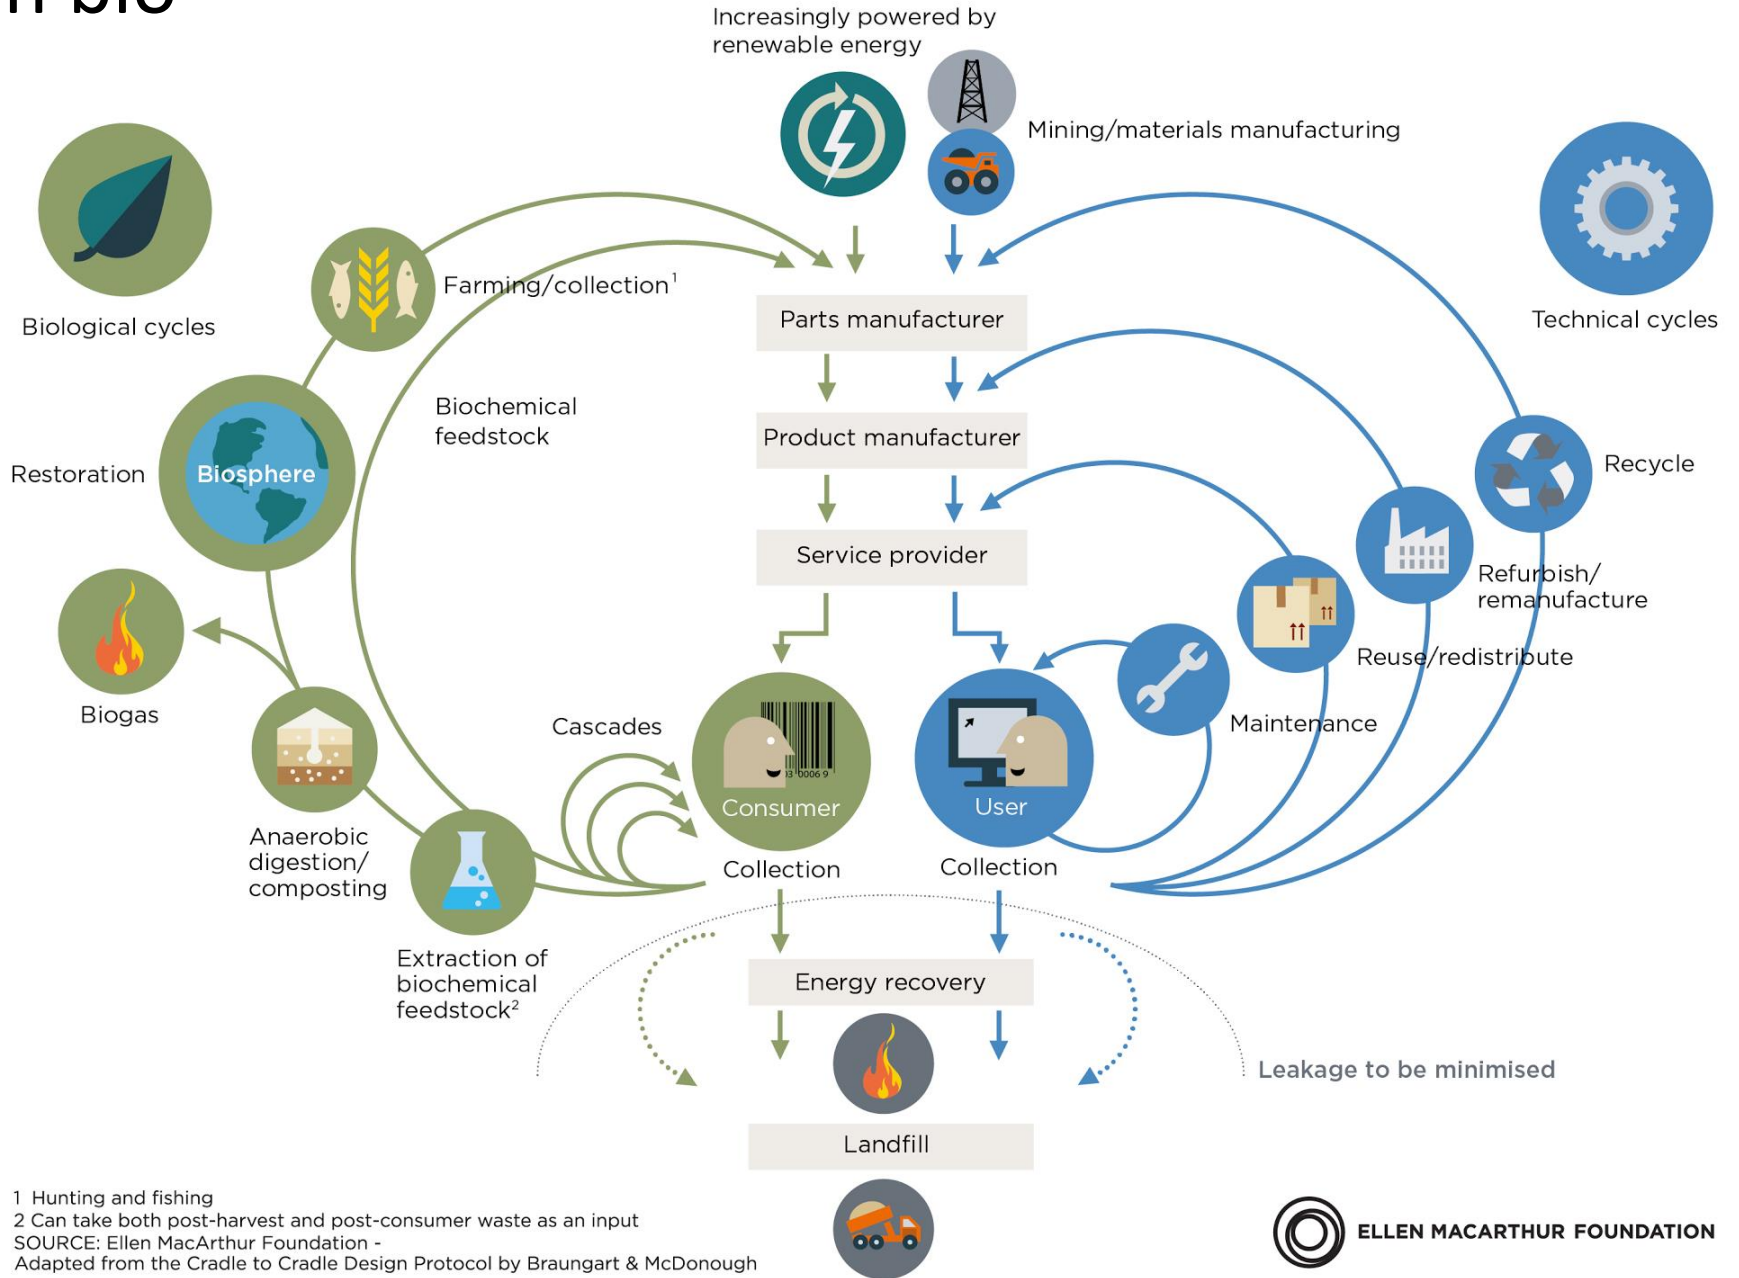 n bio
Increasingly powered by
renewable energy
Mining/materials manufacturing
Biological cycles
Technical cycles
Farming/collection¹
Parts manufacturer
Biochemical
feedstock
Product manufacturer
Restoration
Biosphere
Recycle
Service provider
Refurbish/
remanufacture
Reuse/redistribute
Biogas
Cascades
Maintenance
03 0006 9
Consumer
User
Anaerobic
digestion/
composting
Collection
Collection
Extraction of
biochemical
feedstock²
Energy recovery
Leakage to be minimised
Landfill
1 Hunting and fishing
2 Can take both post-harvest and post-consumer waste as an input
SOURCE: Ellen MacArthur Foundation -
Adapted from the Cradle to Cradle Design Protocol by Braungart & McDonough
ELLEN MACARTHUR FOUNDATION